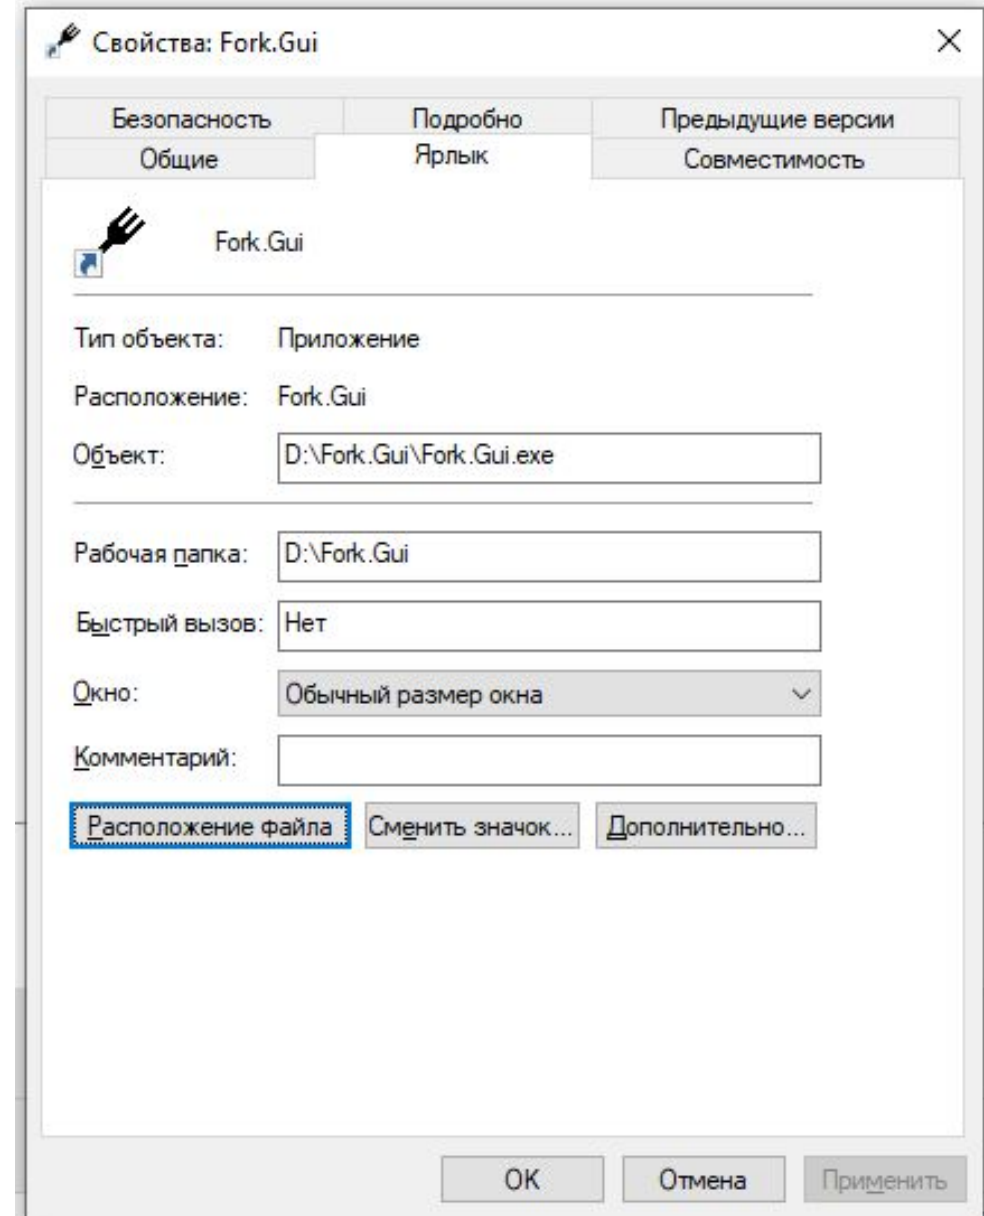 Свойства: Fork.Gui
Безопасность Подробно Предыдущие версии
Общие Ярлык Совместимость
Fork.Gui
Тип объекта: Приложение
Расположение: Fork.Gui
Объект: D:\Fork.Gui\Fork.Gui.exe
Рабочая папка: D:\Fork.Gui
Быстрый вызов: Нет
Окно: Обычный размер окна
Комментарий:
Расположение файла Сменить значок... Дополнительно...
OK Отмена Применить